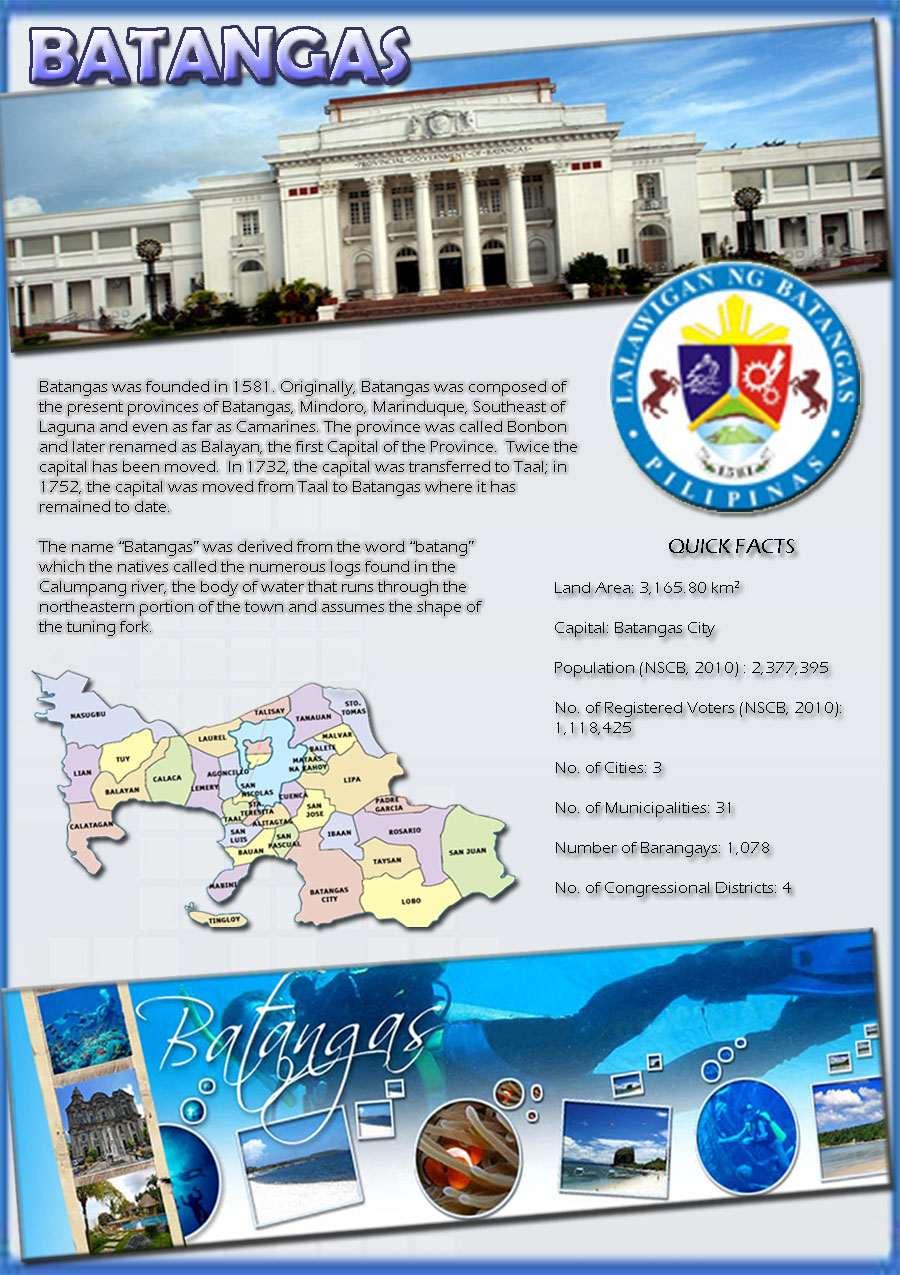 BATANGAS
PROVINCIAL GOVERNMENT OF BATANGAS
LALAWIGAN NG BATANGAS
1581
PILIPINAS
Batangas was founded in 1581. Originally, Batangas was composed of
the present provinces of Batangas, Mindoro, Marinduque, Southeast of
Laguna and even as far as Camarines. The province was called Bonbon
and later renamed as Balayan, the first Capital of the Province.  Twice the
capital has been moved.  In 1732, the capital was transferred to Taal; in
1752, the capital was moved from Taal to Batangas where it has
remained to date.
The name “Batangas” was derived from the word “batang”
which the natives called the numerous logs found in the
Calumpang river, the body of water that runs through the
northeastern portion of the town and assumes the shape of
the tuning fork.
QUICK FACTS
Land Area: 3,165.80 km²
Capital: Batangas City
Population (NSCB, 2010) : 2,377,395
No. of Registered Voters (NSCB, 2010):
1,118,425
No. of Cities: 3
No. of Municipalities: 31
Number of Barangays: 1,078
No. of Congressional Districts: 4
NASUGBU
TALISAY
TANAUAN
STO.
TOMAS
LAUREL
MALVAR
BALETE
TUY
LIAN
CALACA
AGONCILLO
MATAAS
NA KAHOY
LIPA
BALAYAN
LEMERY
SAN
NICOLAS
CUENCA
STA.
TERESITA
TAAL
ALITAGTAG
SAN
JOSE
PADRE
GARCIA
CALATAGAN
SAN
LUIS
SAN
PASCUAL
IBAAN
ROSARIO
BAUAN
SAN JUAN
TAYSAN
MABINI
BATANGAS
CITY
LOBO
TINGLOY
Batangas